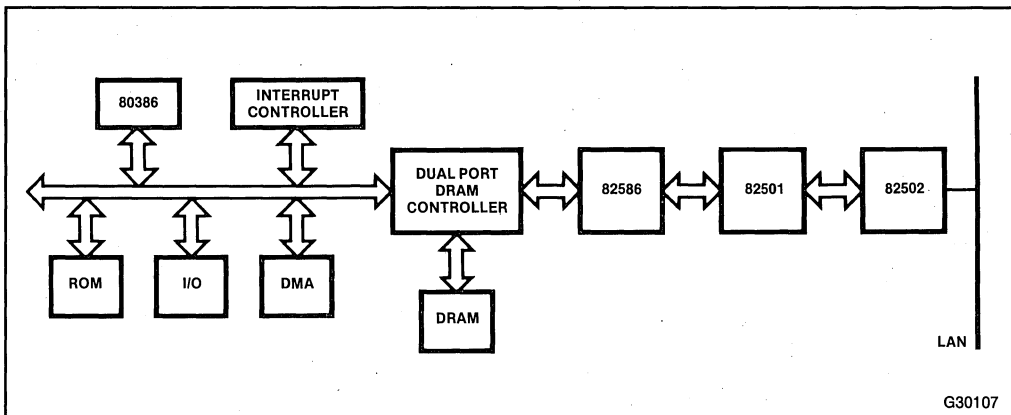 80386
INTERRUPT
CONTROLLER
DUAL PORT
DRAM
CONTROLLER
82586
82501
82502
ROM
I/O
DMA
DRAM
LAN
G30107